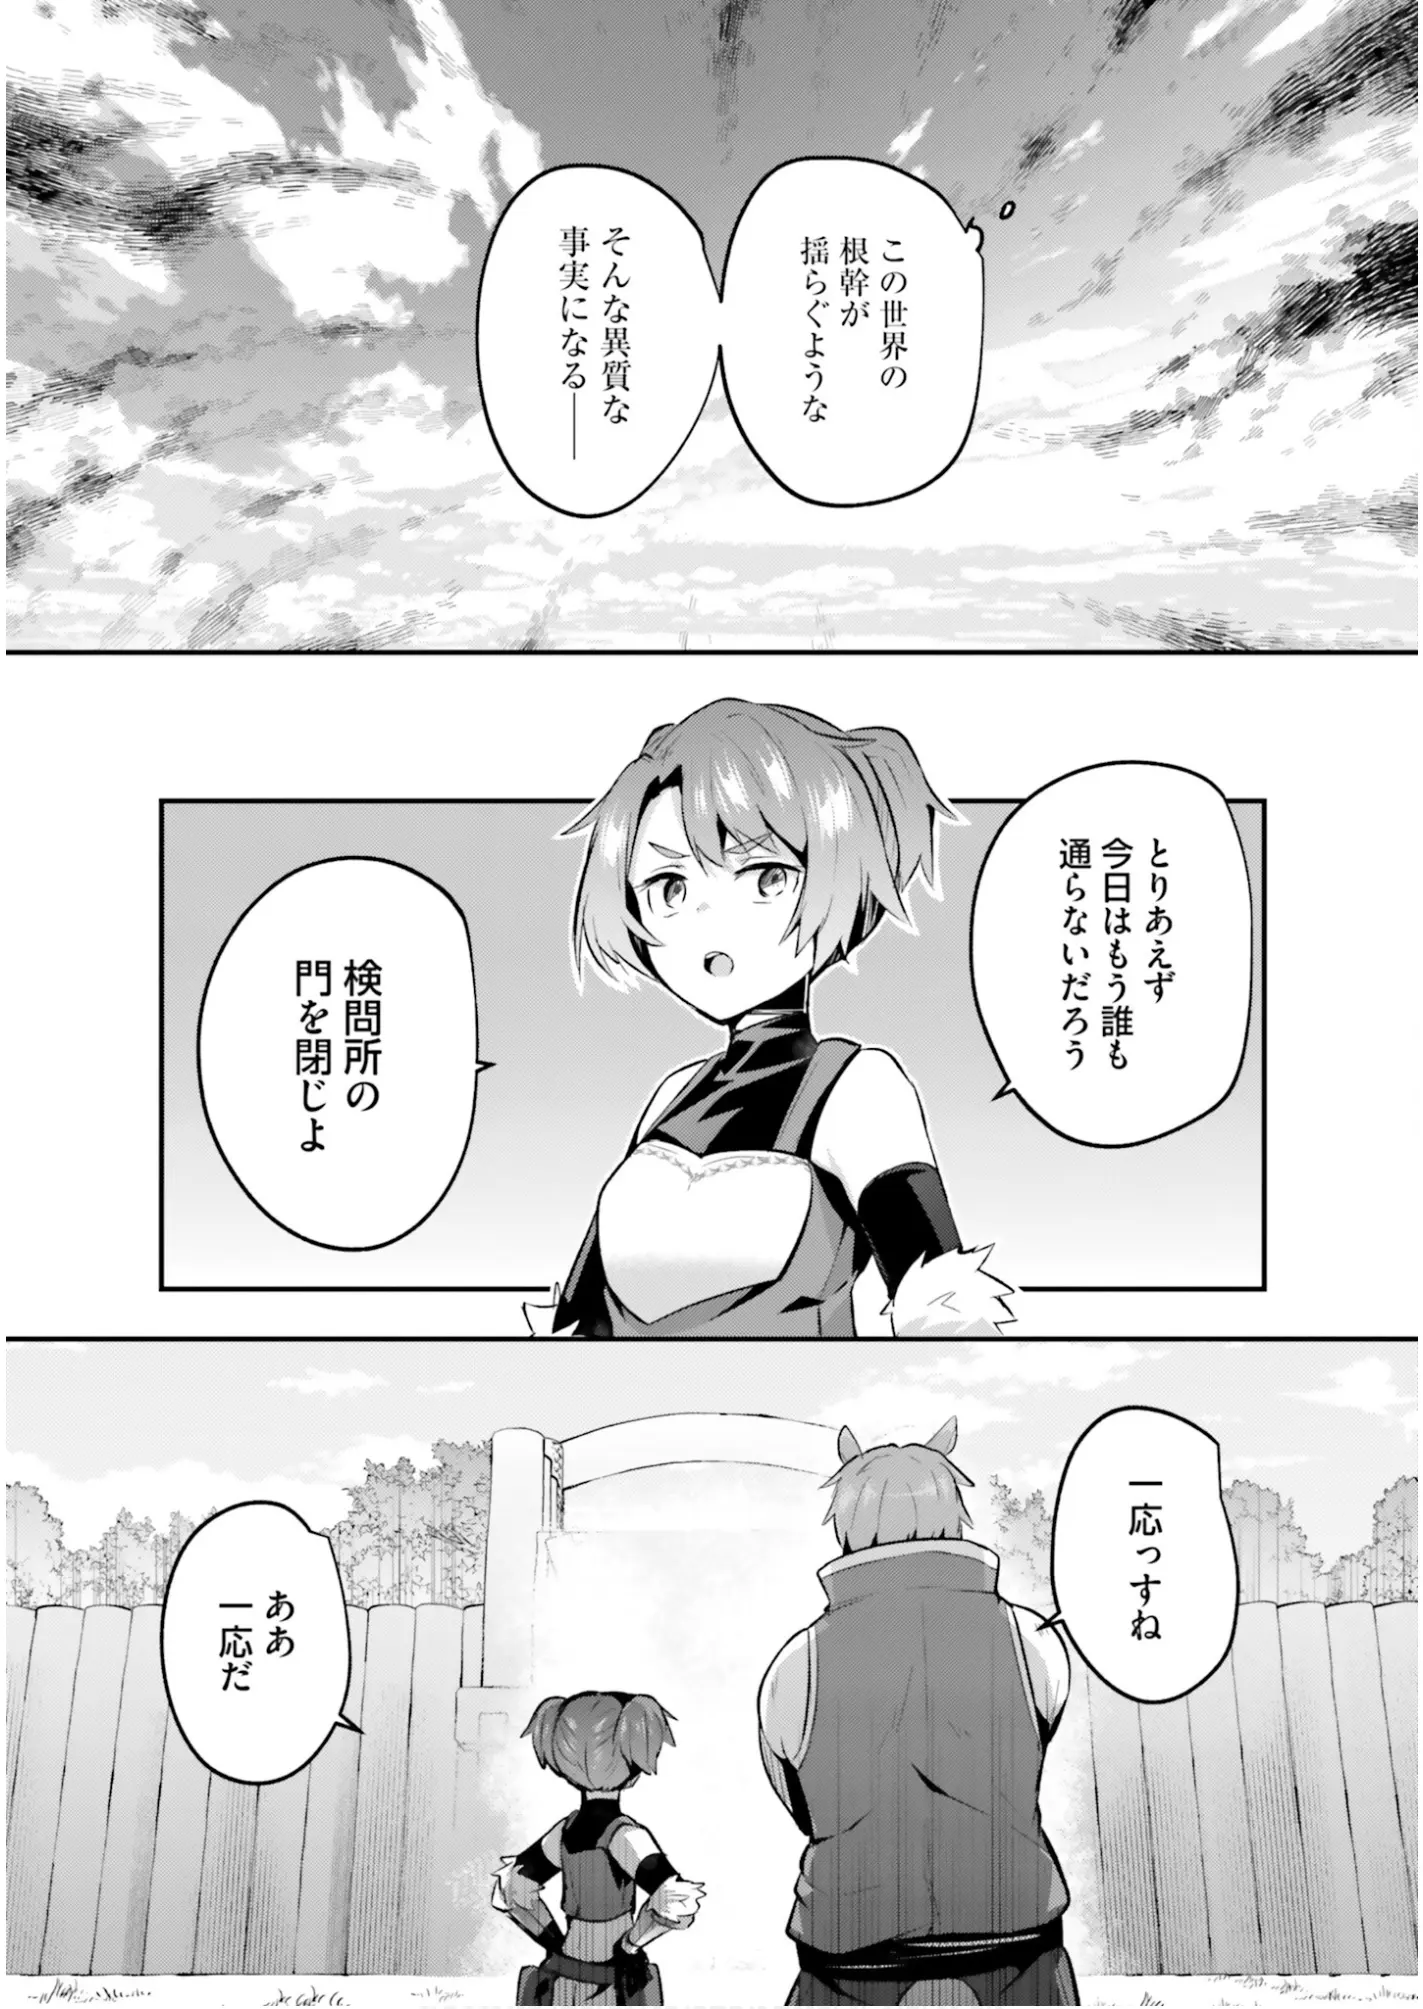 この世界の
根幹が
揺らぐような
そんな異質な
事実になる――
とりあえず
今日はもう誰も
通らないだろう
検問所の
門を閉じよ
一応っすね
ああ
一応だ